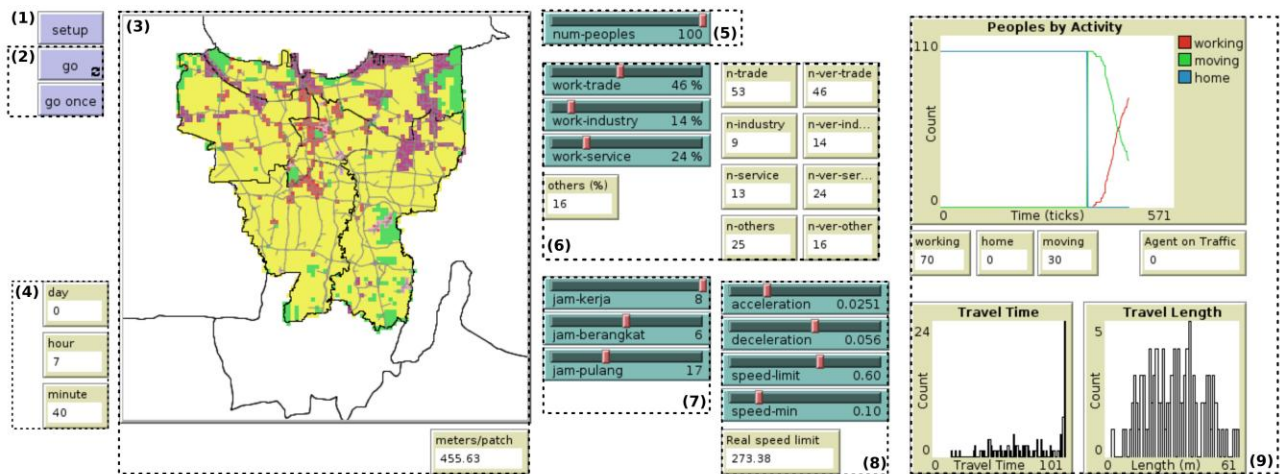 (1)
setup
(2)
go
go once
(3)
(4)
day
0
hour
7
minute
40
meters/patch
455.63
num-peoples
100
(5)
work-trade
46 %
work-industry
14 %
work-service
24 %
others (%)
16
n-trade
53
n-ver-trade
46
n-industry
9
n-ver-ind...
14
n-service
13
n-ver-ser...
24
n-others
25
n-ver-other
16
(6)
jam-kerja
8
jam-berangkat
6
jam-pulang
17
(7)
acceleration
0.0251
deceleration
0.056
speed-limit
0.60
speed-min
0.10
Real speed limit
273.38
(8)
Peoples by Activity
110
Count
0
0
Time (ticks)
571
working
moving
home
working
70
home
0
moving
30
Agent on Traffic
0
Travel Time
24
Count
0
0
Travel Time
101
Travel Length
5
Count
0
0
Length (m)
61
(9)